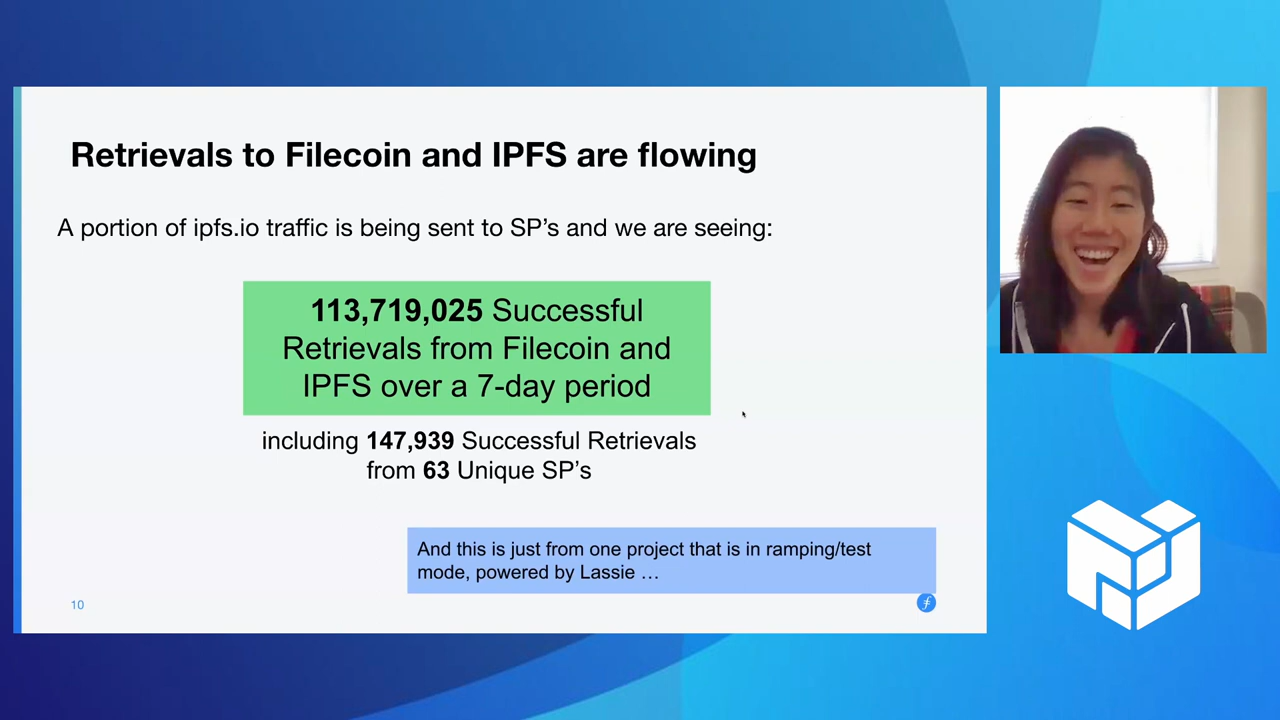 Retrievals to Filecoin and IPFS are flowing
A portion of ipfs.io traffic is being sent to SP’s and we are seeing:
113,719,025 Successful
Retrievals from Filecoin and
IPFS over a 7-day period
including 147,939 Successful Retrievals
from 63 Unique SP’s
And this is just from one project that is in ramping/test
mode, powered by Lassie …
10